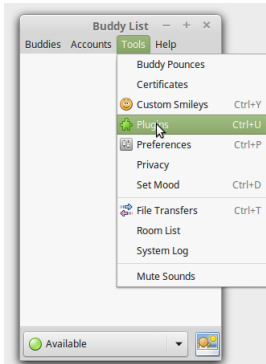 Buddy List
Buddies Accounts Tools Help
Buddy Pounces
Certificates
Custom Smileys Ctrl+Y
Plugins Ctrl+U
Preferences Ctrl+P
Privacy
Set Mood Ctrl+D
File Transfers Ctrl+T
Room List
System Log
Mute Sounds
Available